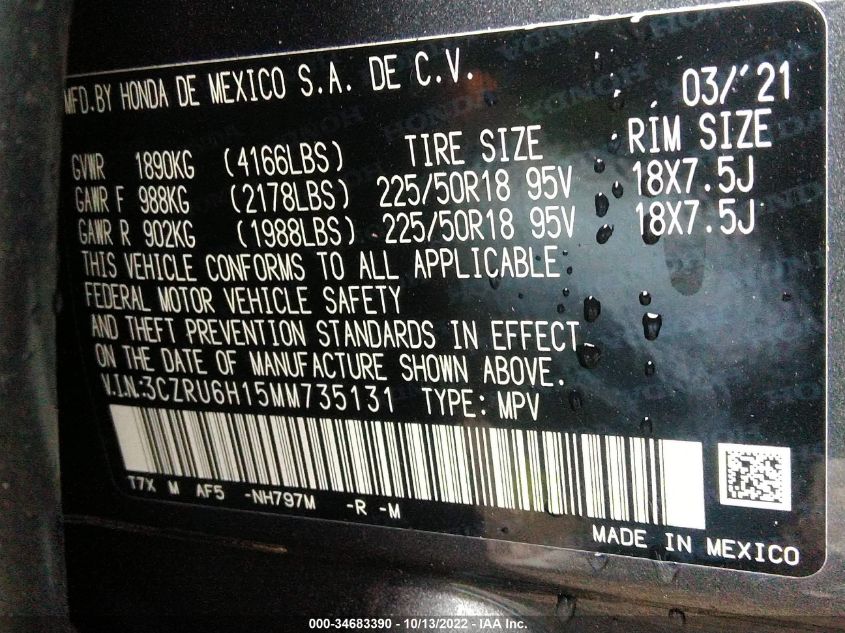 MFD.BY HONDA DE MEXICO S.A. DE C.V. 03/'21
GVWR 1890KG (4166LBS) TIRE SIZE RIM SIZE
GAWR F 988KG (2178LBS) 225/50R18 95V 18X7.5J
GAWR R 902KG (1988LBS) 225/50R18 95V 18X7.5J
THIS VEHICLE CONFORMS TO ALL APPLICABLE
FEDERAL MOTOR VEHICLE SAFETY
AND THEFT PREVENTION STANDARDS IN EFFECT
ON THE DATE OF MANUFACTURE SHOWN ABOVE.
V.I.N.:3CZRU6H15MM735131 TYPE: MPV
T7X M AF5 -NH797M -R -M
MADE IN MEXICO
000-34683390 - 10/13/2022 - IAA Inc.